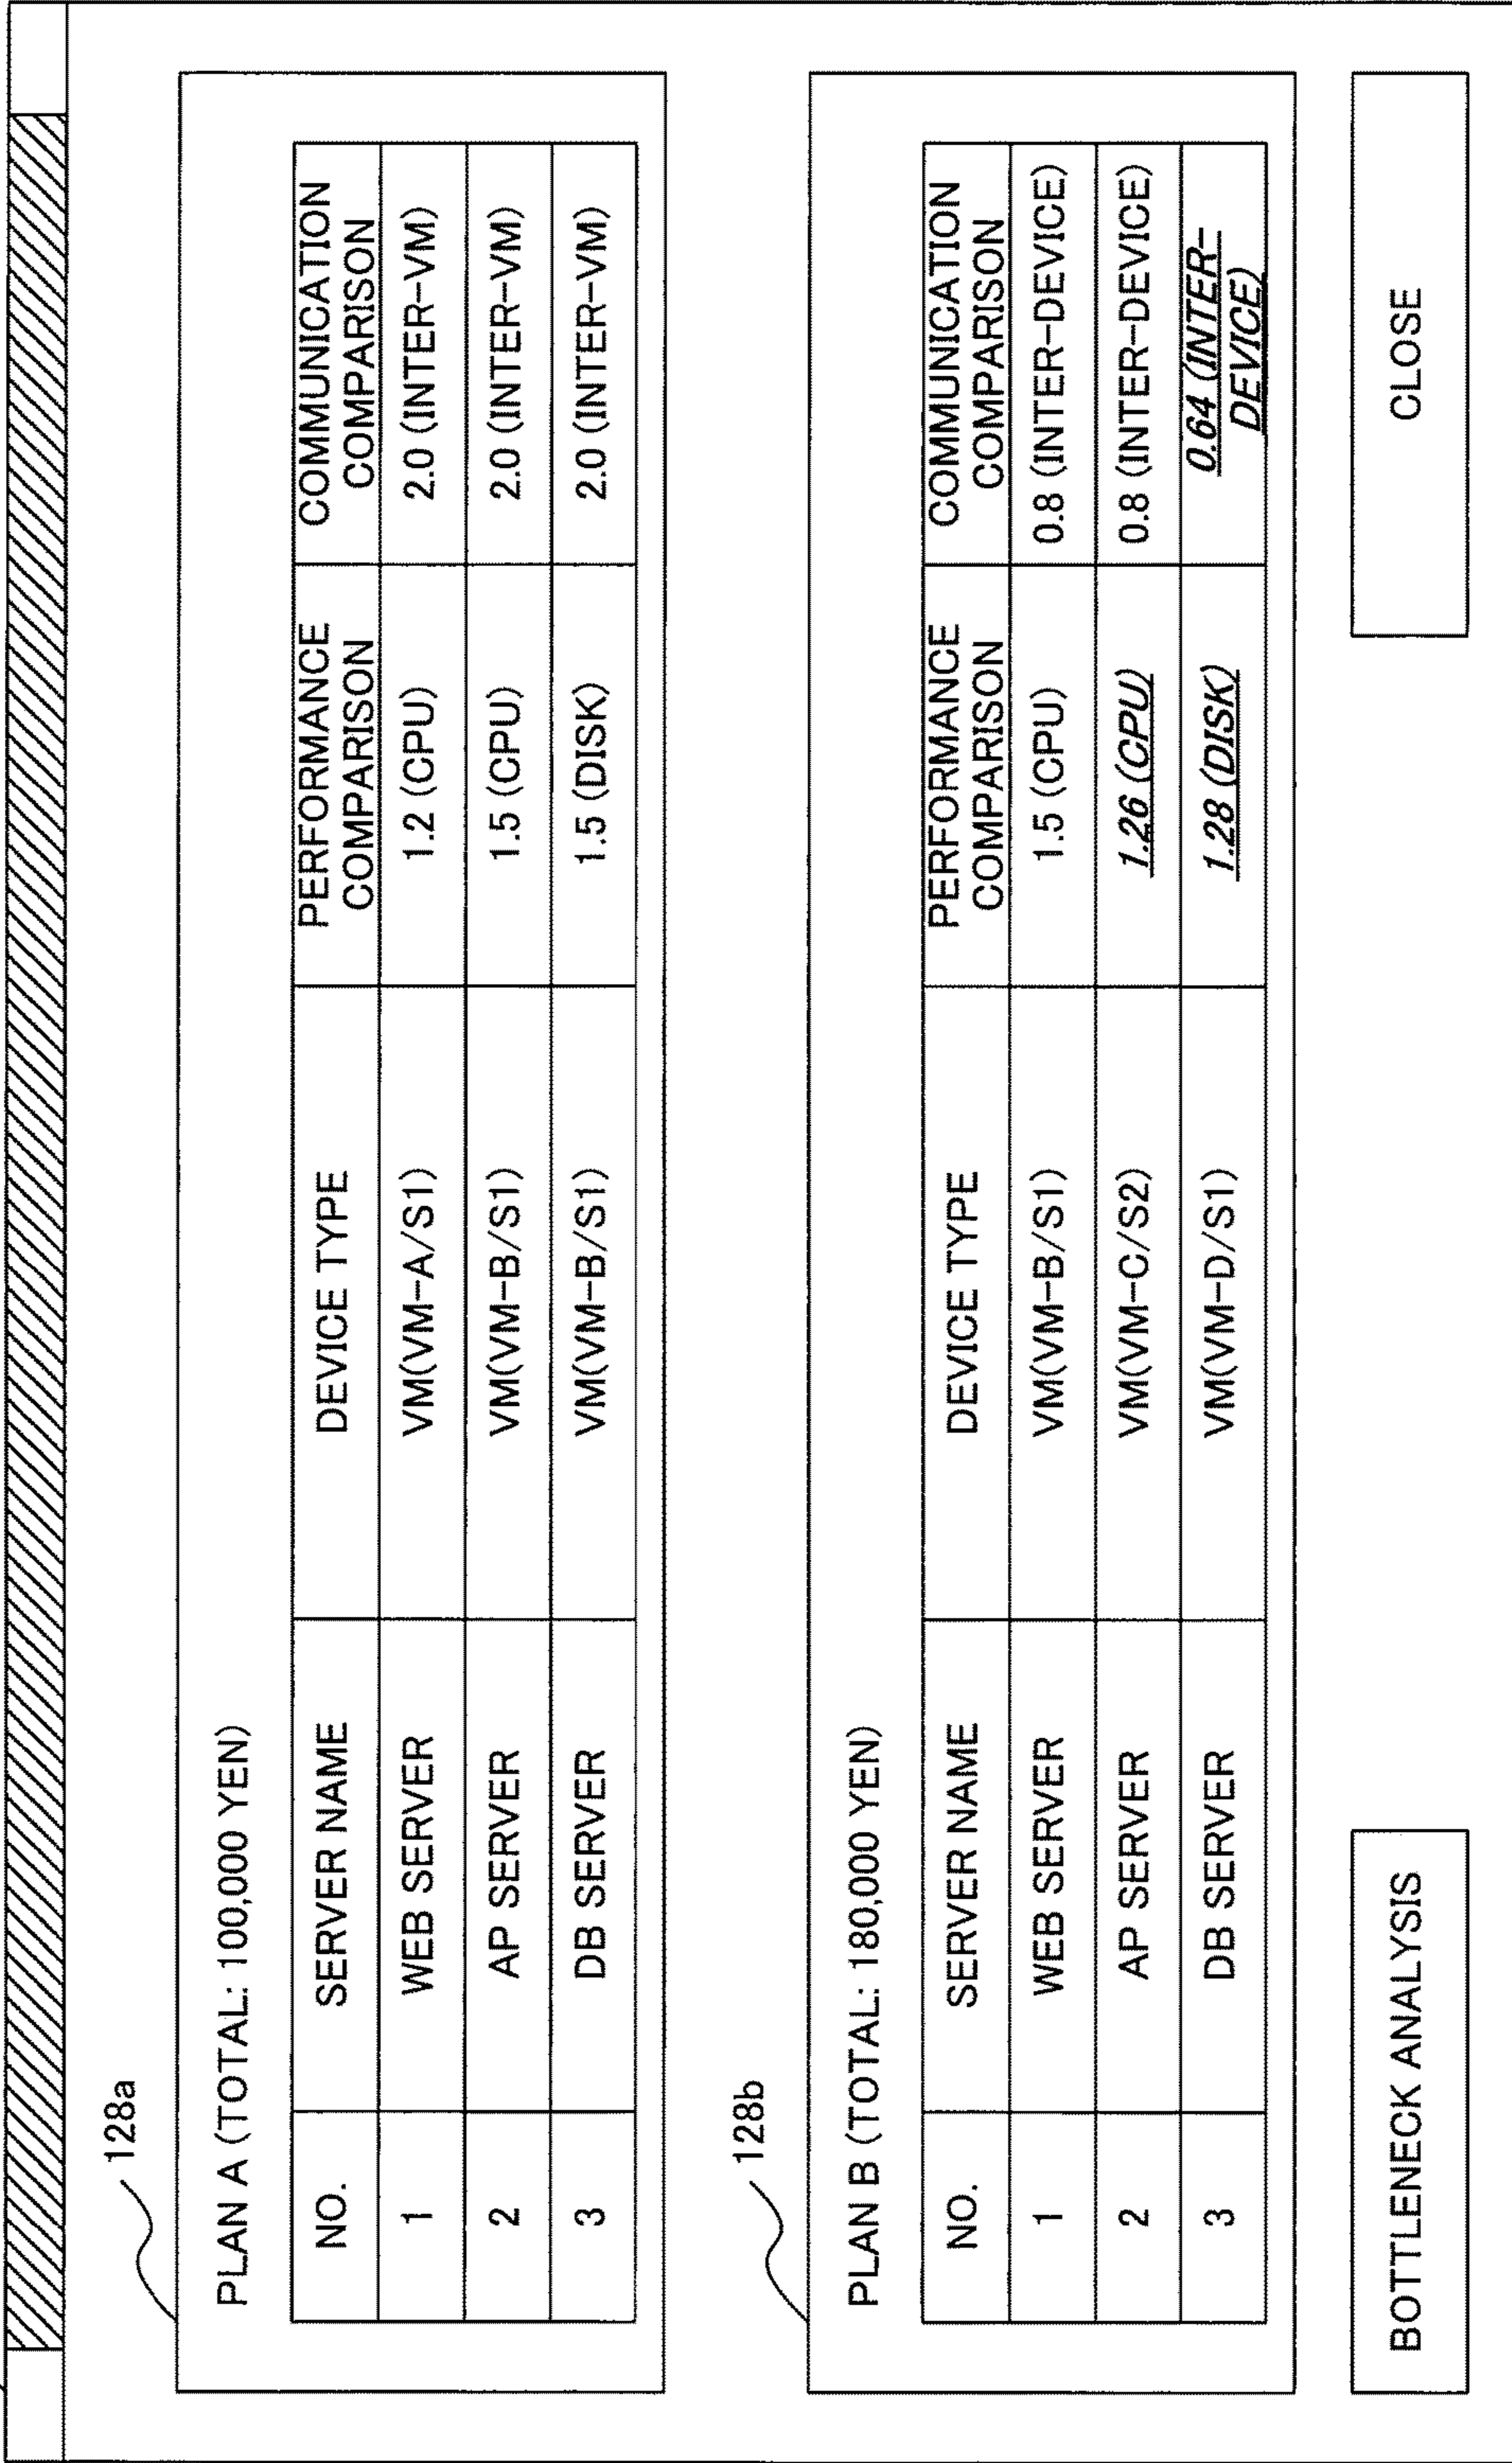 128a
PLAN A (TOTAL: 100,000 YEN)
NO. SERVER NAME DEVICE TYPE PERFORMANCE COMPARISON COMMUNICATION COMPARISON
1 WEB SERVER VM(VM-A/S1) 1.2 (CPU) 2.0 (INTER-VM)
2 AP SERVER VM(VM-B/S1) 1.5 (CPU) 2.0 (INTER-VM)
3 DB SERVER VM(VM-B/S1) 1.5 (DISK) 2.0 (INTER-VM)
128b
PLAN B (TOTAL: 180,000 YEN)
NO. SERVER NAME DEVICE TYPE PERFORMANCE COMPARISON COMMUNICATION COMPARISON
1 WEB SERVER VM(VM-B/S1) 1.5 (CPU) 0.8 (INTER-DEVICE)
2 AP SERVER VM(VM-C/S2) 1.26 (CPU) 0.8 (INTER-DEVICE)
3 DB SERVER VM(VM-D/S1) 1.28 (DISK) 0.64 (INTER-DEVICE)
BOTTLENECK ANALYSIS CLOSE